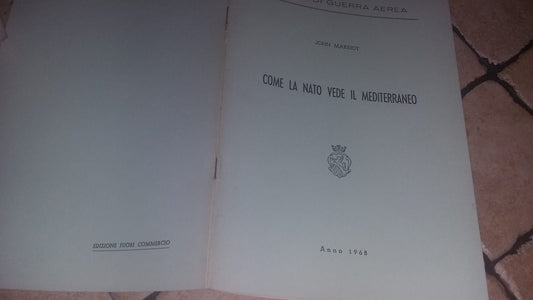 EDIZIONE FUORI COMMERCIO
DI GUERRA AEREA
JOHN MARRIOT
COME LA NATO VEDE IL MEDITERRANEO
Anno 1968